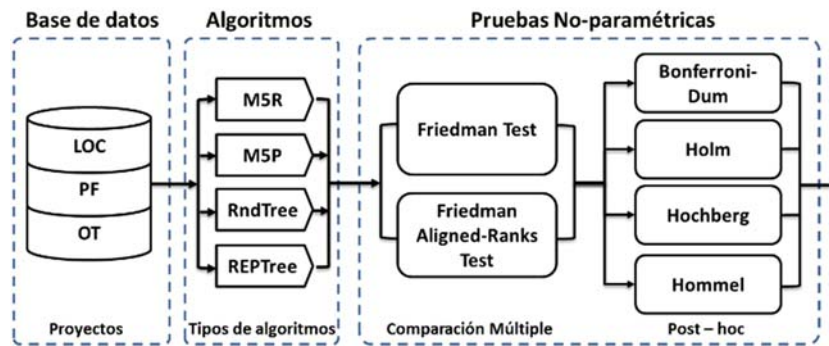 Base de datos
Algoritmos
Pruebas No-paramétricas
LOC
PF
OT
Proyectos
M5R
M5P
RndTree
REPTree
Tipos de algoritmos
Friedman Test
Friedman
Aligned-Ranks
Test
Comparación Múltiple
Bonferroni-
Dum
Holm
Hochberg
Hommel
Post – hoc